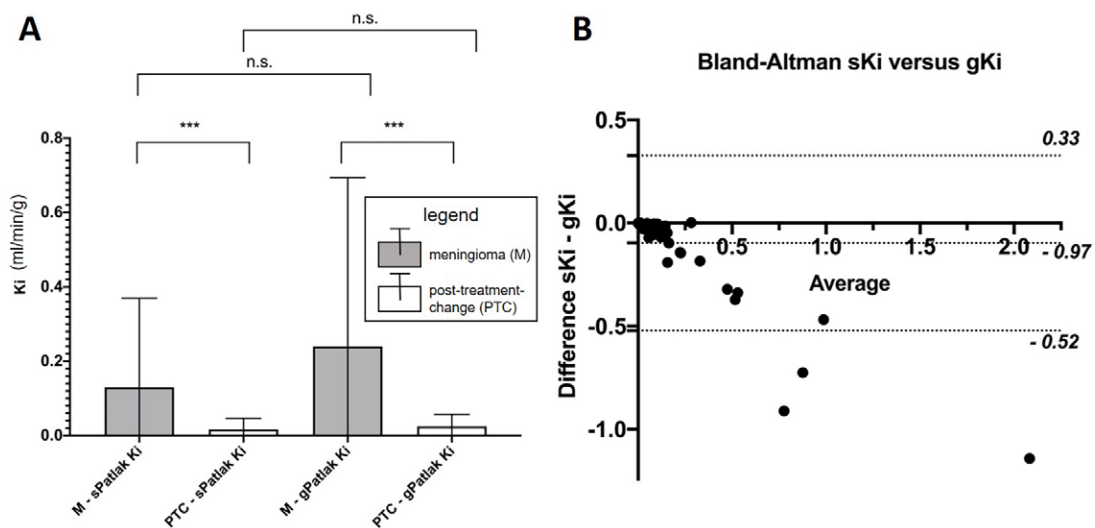 A
n.s.
n.s.
***
***
0.8
0.6
0.4
0.2
0.0
Ki (ml/min/g)
legend
meningioma (M)
post-treatment-
change (PTC)
M - sPatlak Ki
PTC - sPatlak Ki
M - gPatlak Ki
PTC - gPatlak Ki
B
Bland-Altman sKi versus gKi
0.5
0.0
-0.5
-1.0
Difference sKi - gKi
0.5
1.0
1.5
2.0
Average
0.33
- 0.97
- 0.52